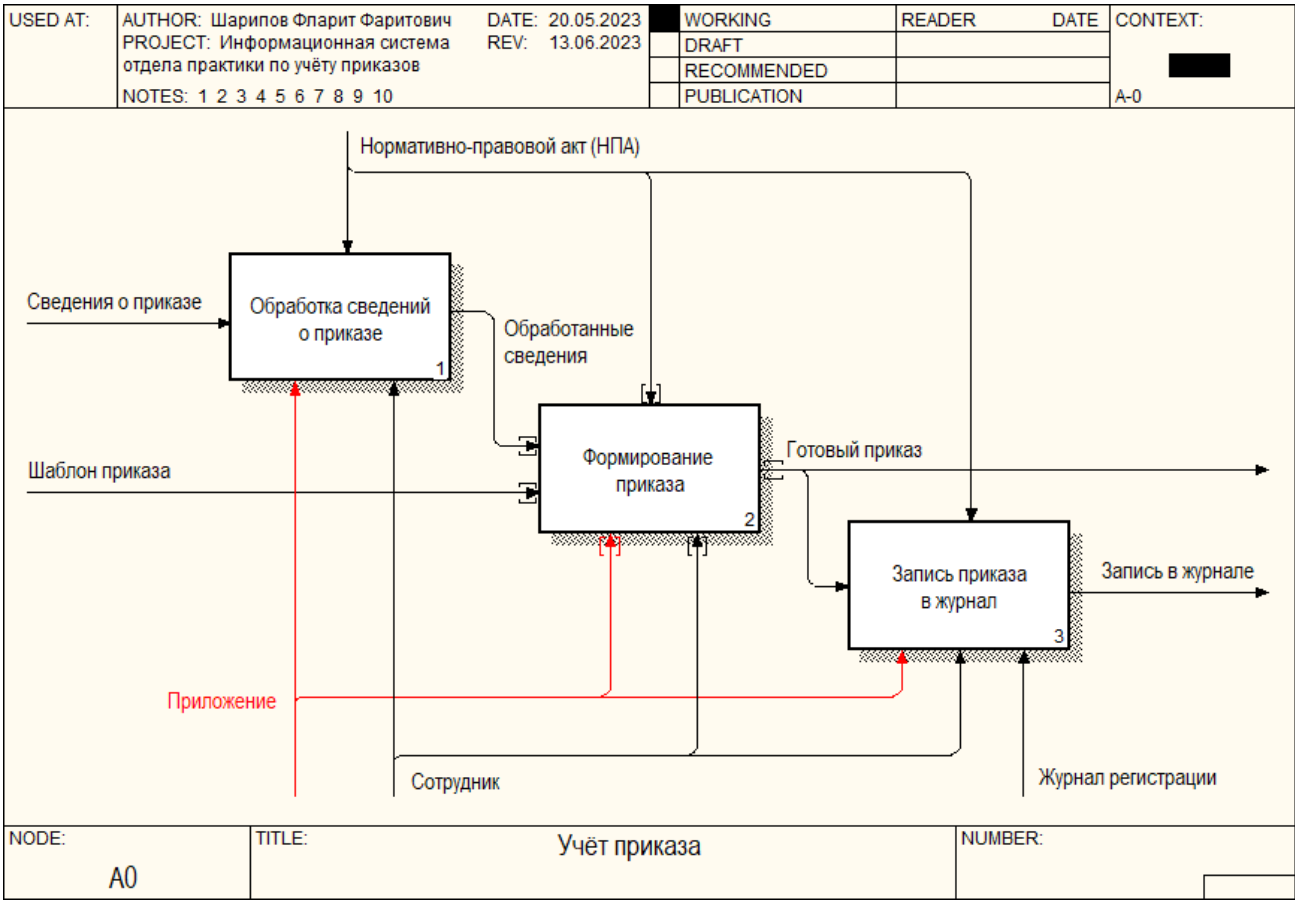 USED AT:
AUTHOR: Шарипов Фларит Фаритович
DATE: 20.05.2023
PROJECT: Информационная система
REV: 13.06.2023
отдела практики по учёту приказов
NOTES: 1 2 3 4 5 6 7 8 9 10
WORKING
DRAFT
RECOMMENDED
PUBLICATION
READER DATE
CONTEXT:
A-0
Нормативно-правовой акт (НПА)
Сведения о приказе
Обработка сведений
о приказе
1
Обработанные
сведения
Шаблон приказа
Формирование
приказа
2
Готовый приказ
Запись приказа
в журнал
3
Запись в журнале
Приложение
Сотрудник
Журнал регистрации
NODE:
A0
TITLE:
Учёт приказа
NUMBER: